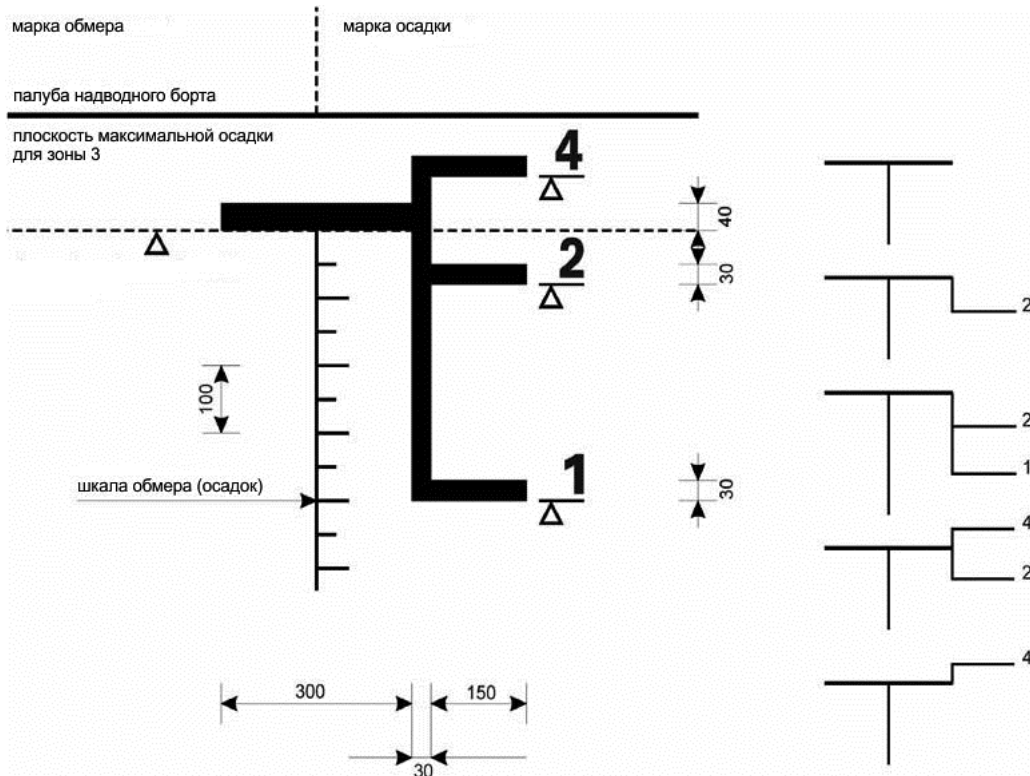 марка обмера
марка осадки
палуба надводного борта
плоскость максимальной осадки
для зоны 3
4
40
2
30
2
100
2
1
1
шкала обмера (осадок)
30
4
2
300
150
4
30